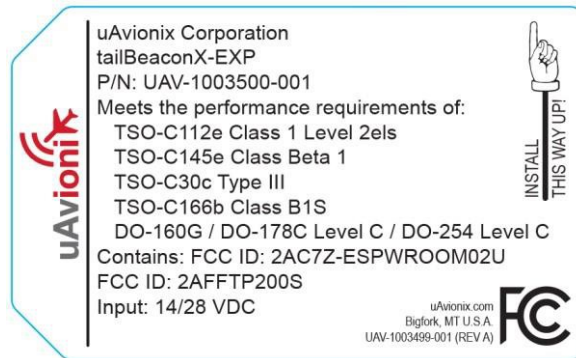 uAvionix
uAvionix Corporation
tailBeaconX-EXP
P/N: UAV-1003500-001
Meets the performance requirements of:
TSO-C112e Class 1 Level 2els
TSO-C145e Class Beta 1
TSO-C30c Type III
TSO-C166b Class B1S
DO-160G / DO-178C Level C / DO-254 Level C
Contains: FCC ID: 2AC7Z-ESPWROOM02U
FCC ID: 2AFFTP200S
Input: 14/28 VDC
INSTALL
THIS WAY UP!
uAvionix.com
Bigfork, MT U.S.A.
UAV-1003499-001 (REV A)
FCC